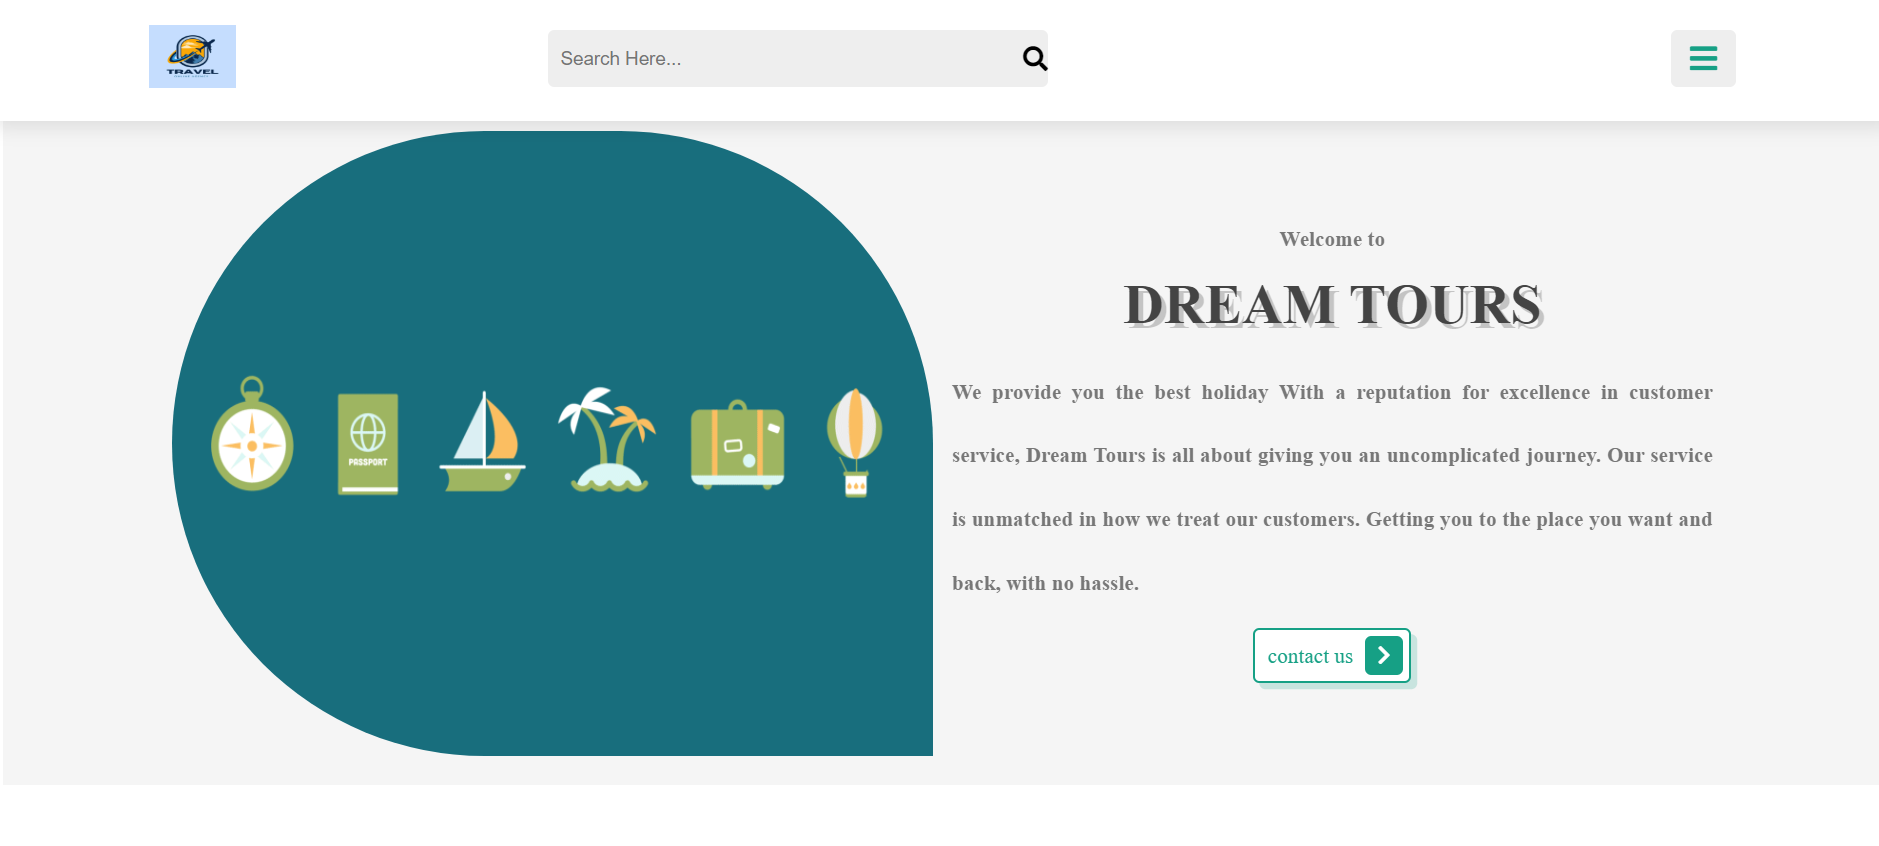 TRAVEL
Search Here...
Welcome to
DREAM TOURS
We provide you the best holiday With a reputation for excellence in customer
service, Dream Tours is all about giving you an uncomplicated journey. Our service
is unmatched in how we treat our customers. Getting you to the place you want and
back, with no hassle.
PRSSPORT
contact us